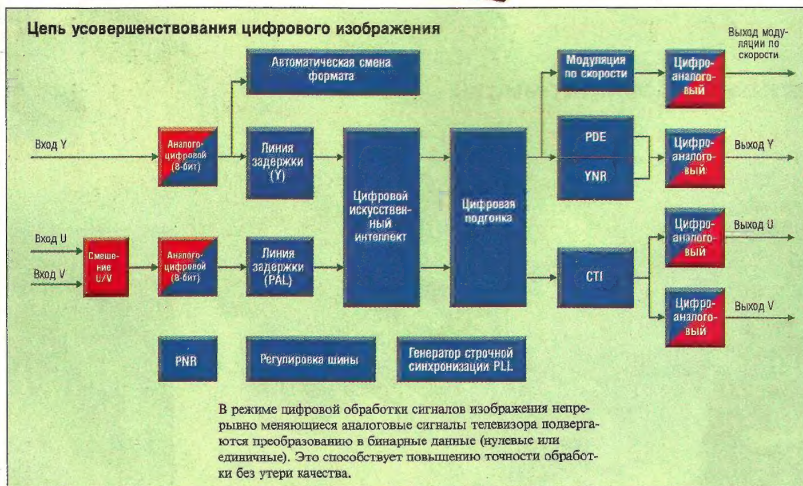 Цепь усовершенствования цифрового изображения
Выход моду-
ляции по
скорости
Автоматическая смена
формата
Модуляция
по скорости
Цифро-
аналого-
вый
Вход Y
Аналого-
цифровой
(8-бит)
Линия
задержки
(Y)
Цифровой
искусствен-
ный
интеллект
Цифровая
подгонка
PDE
YNR
Цифро-
аналого-
вый
Выход Y
Вход U
Вход V
Смеше-
ние
U/V
Аналого-
цифровой
(8-бит)
Линия
задержки
(PAL)
CTI
Цифро-
аналого-
вый
Выход U
Цифро-
аналого-
вый
Выход V
PNR
Регулировка шины
Генератор строчной
синхронизации PLL
В режиме цифровой обработки сигналов изображения непре-
рывно меняющиеся аналоговые сигналы телевизора подверга-
ются преобразованию в бинарные данные (нулевые или
единичные). Это способствует повышению точности обработ-
ки без утери качества.